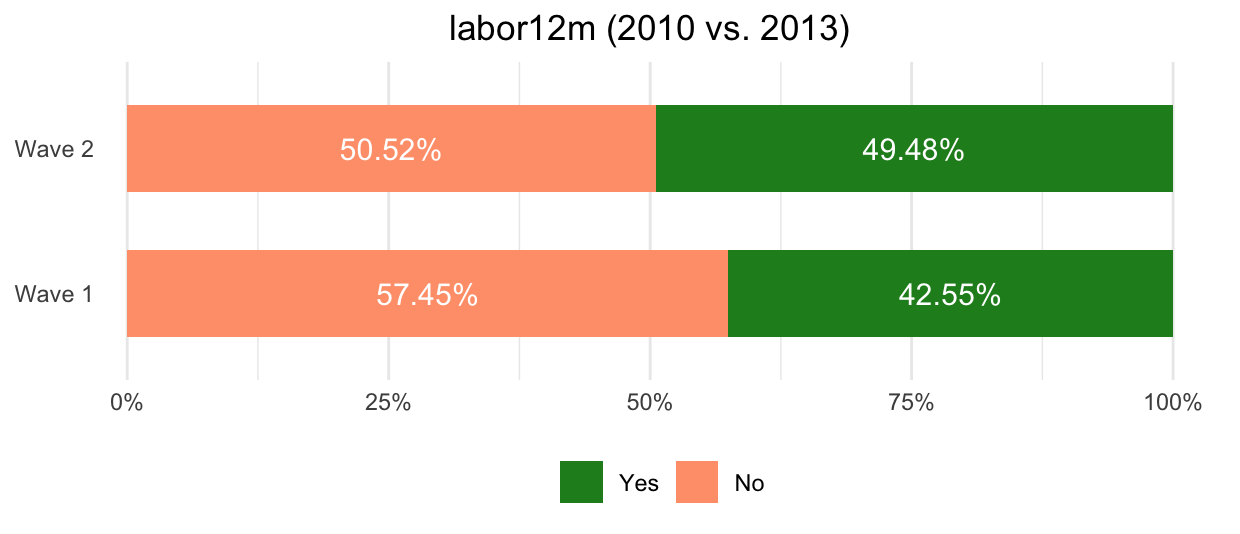 labor12m (2010 vs. 2013)
Wave 2
50.52%
49.48%
Wave 1
57.45%
42.55%
0%
25%
50%
75%
100%
Yes
No